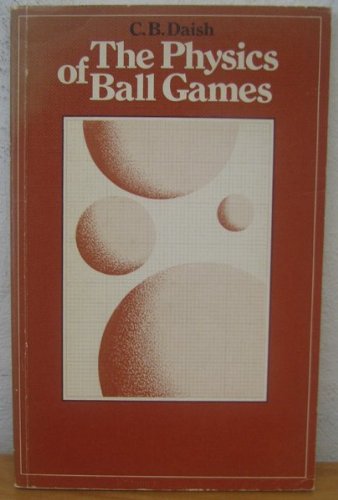 C. B. Daish
The Physics
of Ball Games